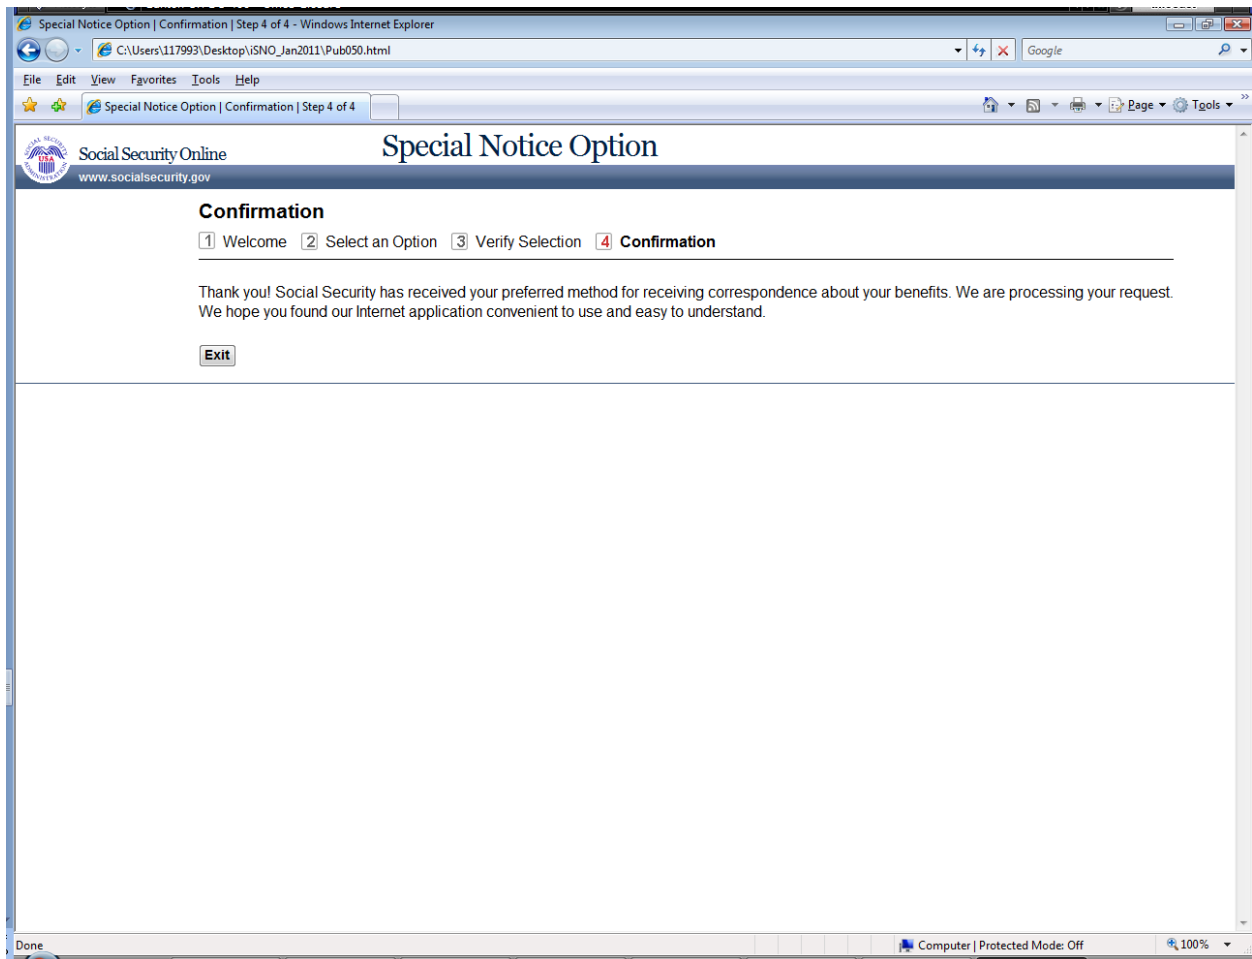 Special Notice Option | Confirmation | Step 4 of 4 - Windows Internet Explorer
C:\Users\117993\Desktop\iSNO_Jan2011\Pub050.html
Google
File Edit View Favorites Tools Help
Special Notice Option | Confirmation | Step 4 of 4
Page Tools
SOCIAL SECURITY ADMINISTRATION
USA
Social Security Online
Special Notice Option
www.socialsecurity.gov
Confirmation
1 Welcome 2 Select an Option 3 Verify Selection 4 Confirmation
Thank you! Social Security has received your preferred method for receiving correspondence about your benefits. We are processing your request.
We hope you found our Internet application convenient to use and easy to understand.
Exit
Done
Computer | Protected Mode: Off
100%